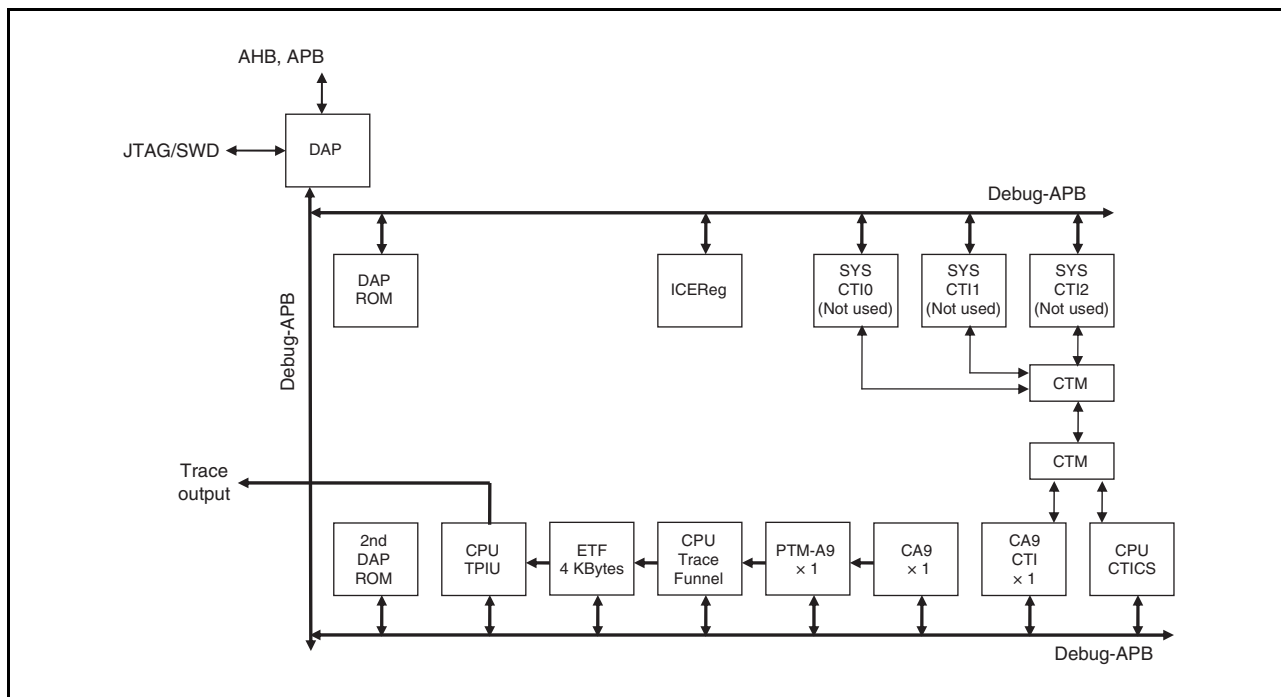 AHB, APB
JTAG/SWD
DAP
Debug-APB
DAP
ROM
ICEReg
SYS
CTI0
(Not used)
SYS
CTI1
(Not used)
SYS
CTI2
(Not used)
Debug-APB
CTM
CTM
Trace
output
2nd
DAP
ROM
CPU
TPIU
ETF
4 KBytes
CPU
Trace
Funnel
PTM-A9
× 1
CA9
× 1
CA9
CTI
× 1
CPU
CTICS
Debug-APB